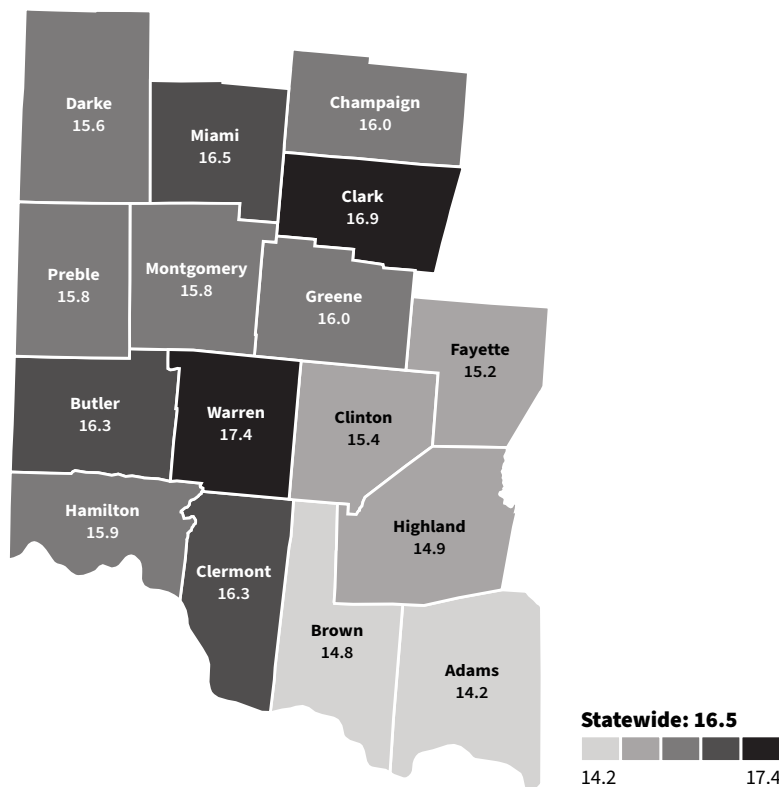 Darke
15.6
Miami
16.5
Champaign
16.0
Clark
16.9
Preble
15.8
Montgomery
15.8
Greene
16.0
Fayette
15.2
Butler
16.3
Warren
17.4
Clinton
15.4
Hamilton
15.9
Clermont
16.3
Highland
14.9
Brown
14.8
Adams
14.2
Statewide: 16.5
14.2 17.4